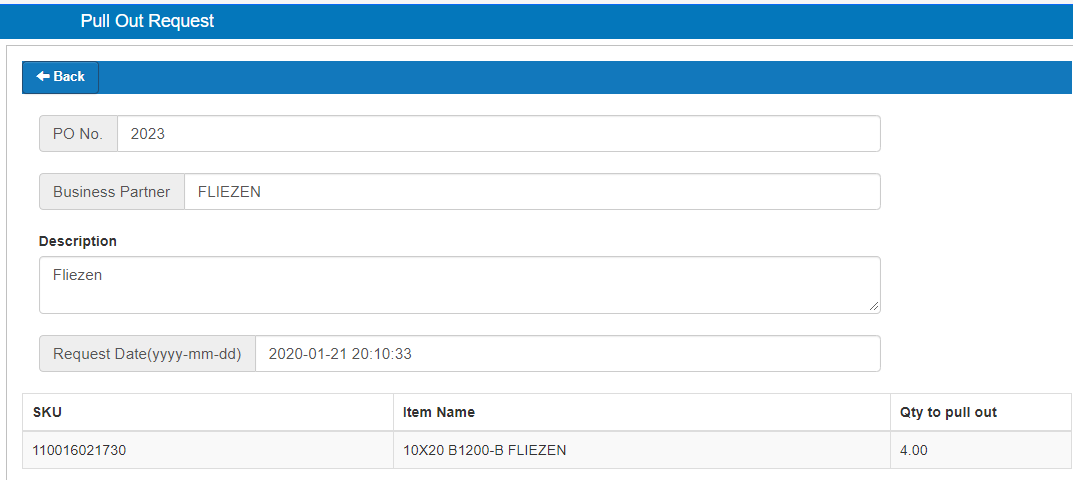 Pull Out Request
Back
PO No. 2023
Business Partner FLIEZEN
Description
Fliezen
Request Date(yyyy-mm-dd) 2020-01-21 20:10:33
SKU Item Name Qty to pull out
110016021730 10X20 B1200-B FLIEZEN 4.00